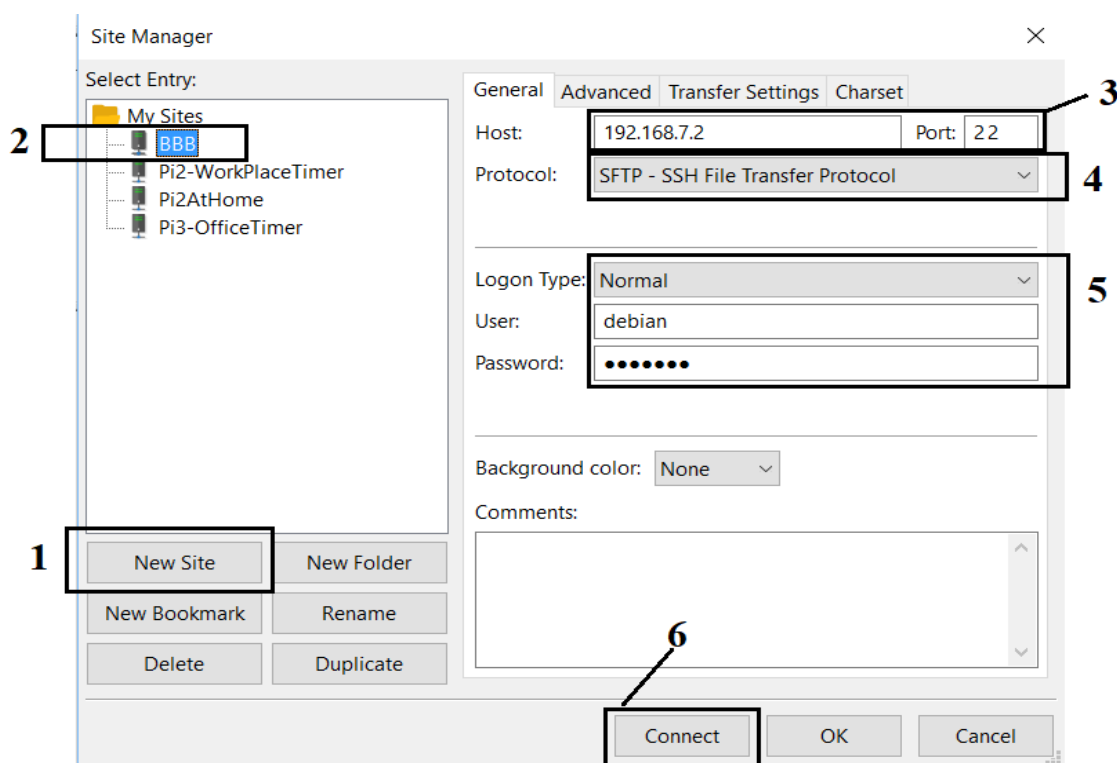 Site Manager
Select Entry:
My Sites
2
BBB
Pi2-WorkPlaceTimer
Pi2AtHome
Pi3-OfficeTimer
1
New Site
New Folder
New Bookmark
Rename
Delete
Duplicate
General Advanced Transfer Settings Charset
3
Host: 192.168.7.2 Port: 22
Protocol: SFTP - SSH File Transfer Protocol
4
Logon Type: Normal
5
User: debian
Password: ●●●●●●●
Background color: None
Comments:
6
Connect OK Cancel